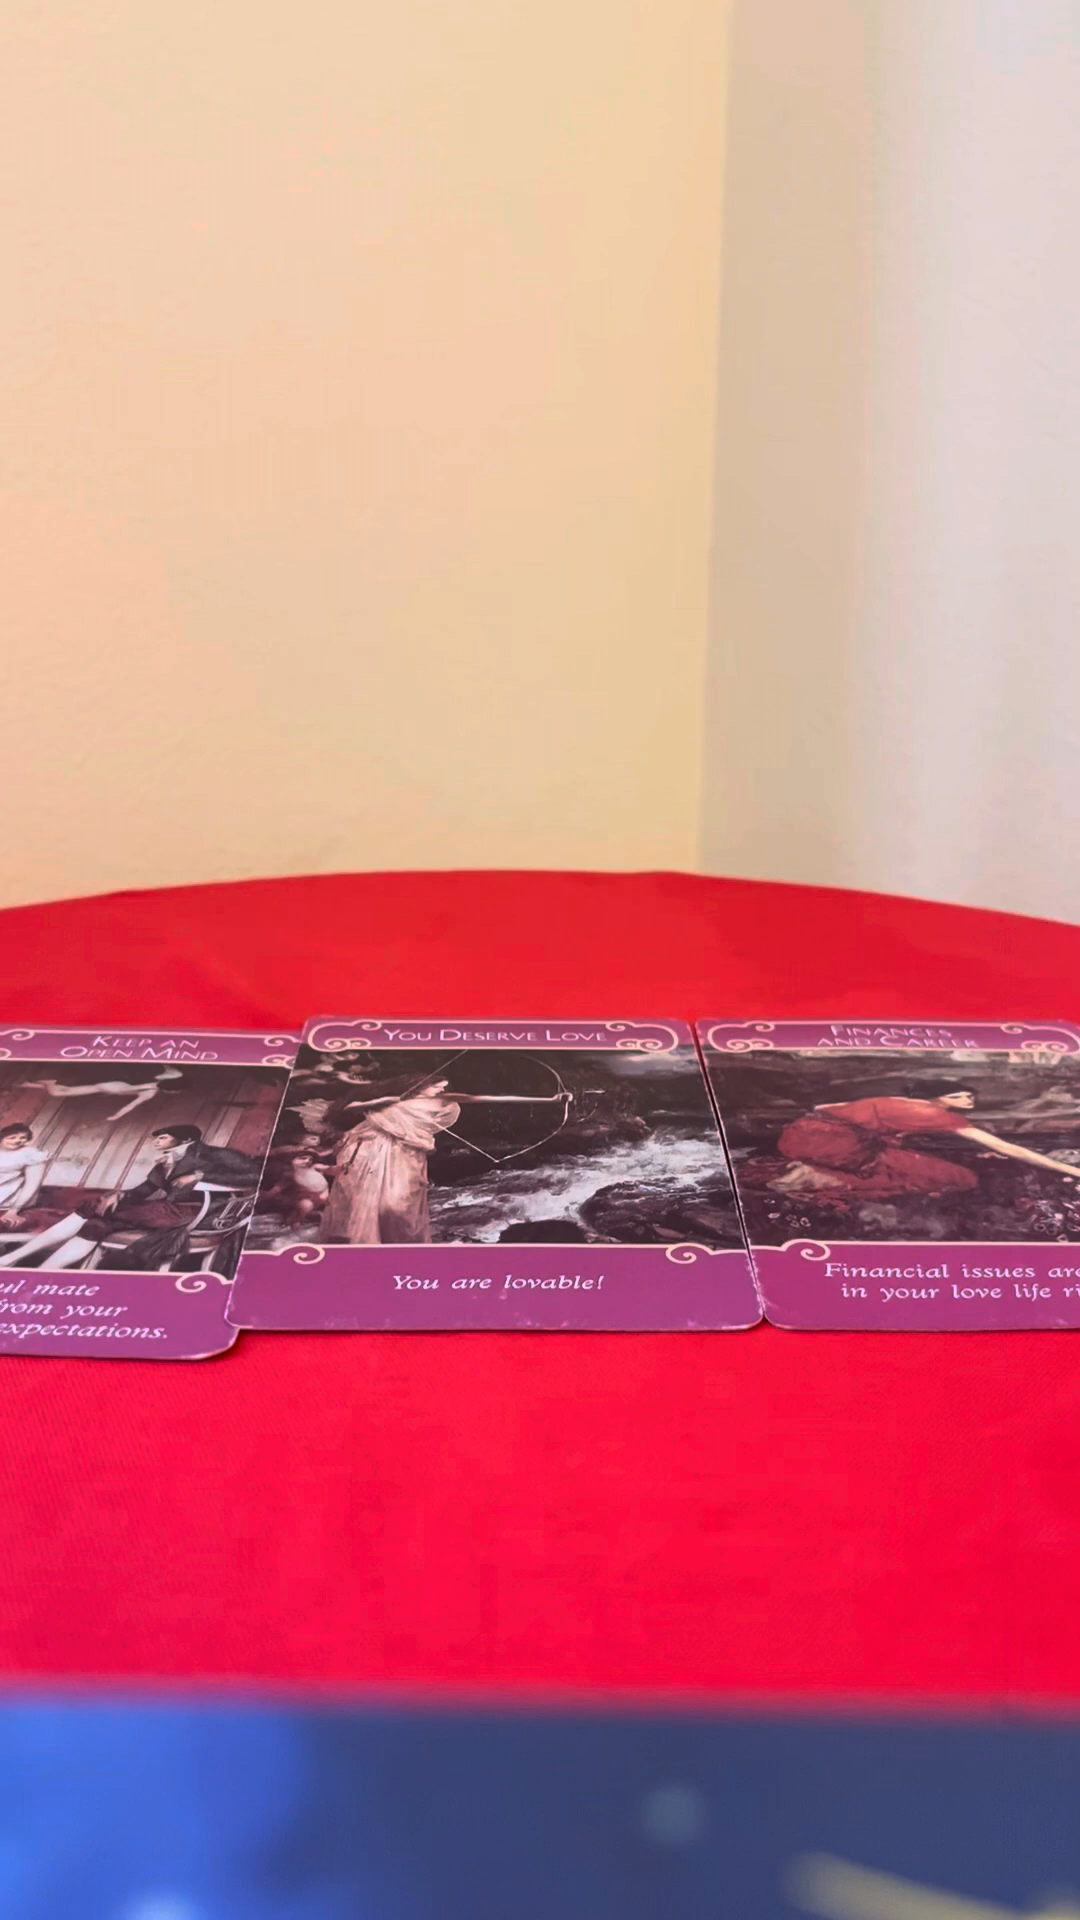 KEEP AN
OPEN MIND
ul mate
from your
expectations.
YOU DESERVE LOVE
You are lovable!
FINANCES
AND CAREER
Financial issues are
in your love life ri